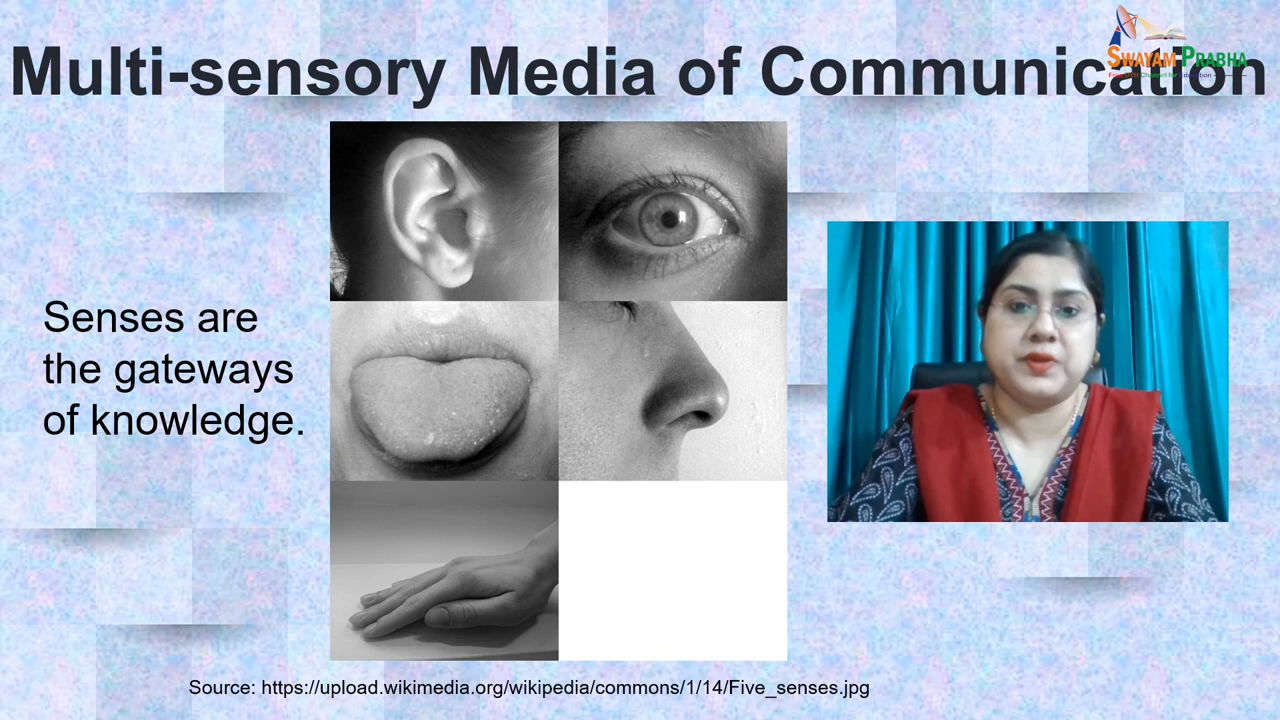 Multi-sensory Media of Communication
SWAYAM PRABHA
Senses are
the gateways
of knowledge.
Source: https://upload.wikimedia.org/wikipedia/commons/1/14/Five_senses.jpg